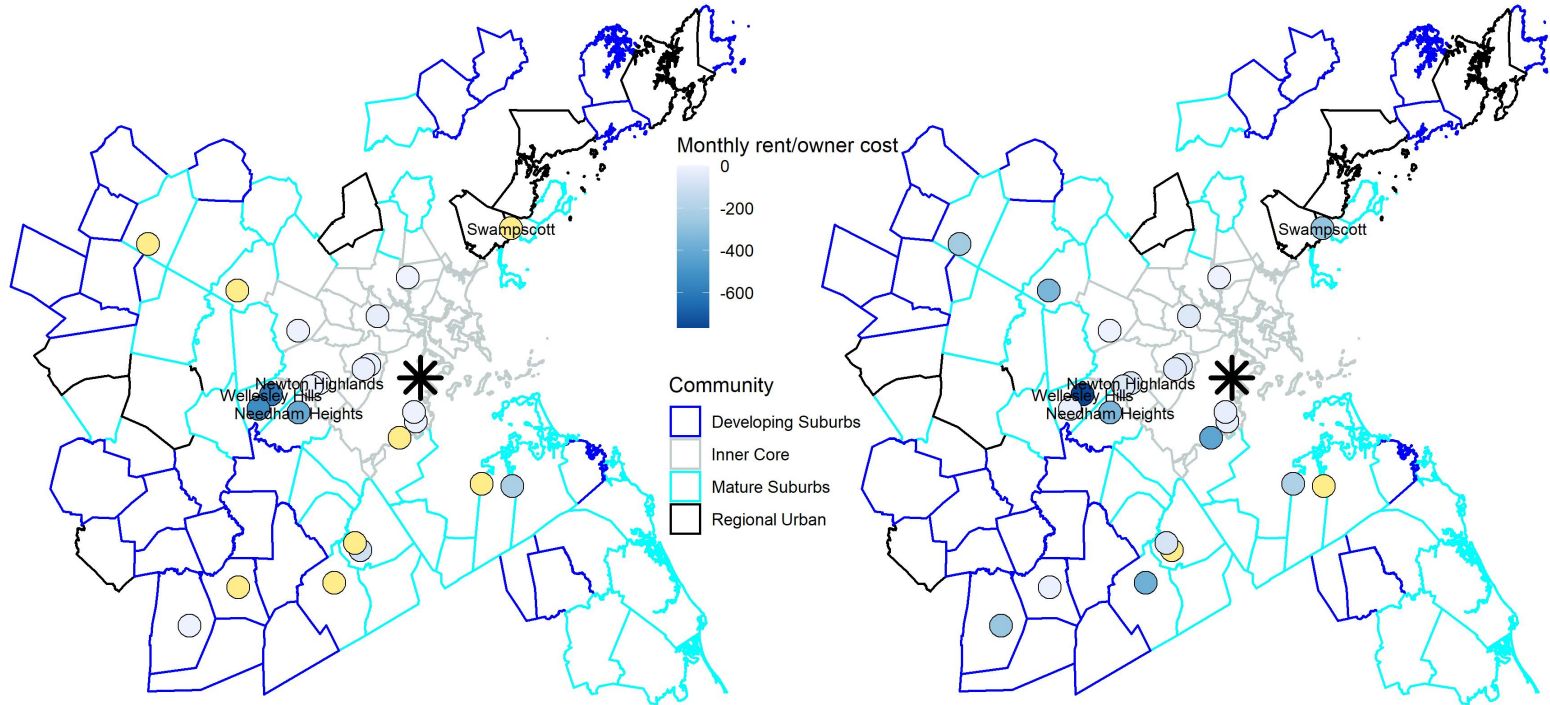 Monthly rent/owner cost
0
-200
-400
-600
Swampscott
Swampscott
Newton Highlands
Wellesley Hills
Needham Heights
Newton Highlands
Wellesley Hills
Needham Heights
Community
Developing Suburbs
Inner Core
Mature Suburbs
Regional Urban